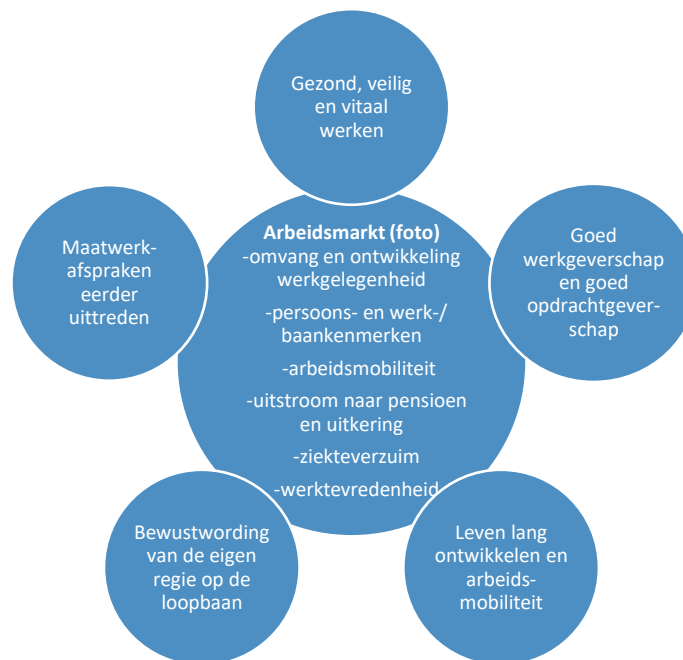 Gezond, veilig
en vitaal
werken
Maatwerk-
afspraken
eerder
uittreden
Arbeidsmarkt (foto)
-omvang en ontwikkeling
werkgelegenheid
-persoons- en werk-/
baankenmerken
-arbeidsmobiliteit
-uitstroom naar pensioen
en uitkering
-ziekteverzuim
-werktevredenheid
Goed
werkgeverschap
en goed
opdrachtgever-
schap
Bewustwording
van de eigen
regie op de
loopbaan
Leven lang
ontwikkelen en
arbeids-
mobiliteit